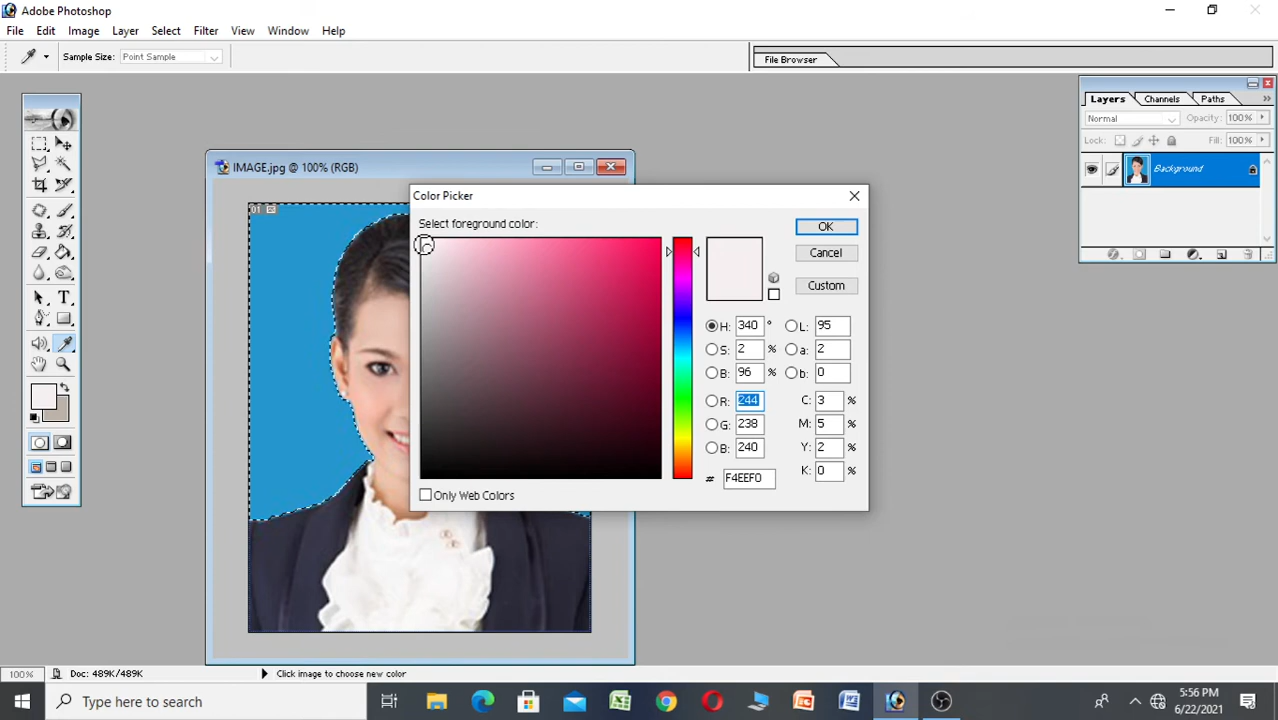 Adobe Photoshop
File Edit Image Layer Select Filter View Window Help
Sample Size: Point Sample
File Browser
Layers Channels Paths
Normal Opacity: 100%
Lock: Fill: 100%
Background
IMAGE.jpg @ 100% (RGB)
01
Color Picker
Select foreground color:
OK
Cancel
Custom
H: 340 ° L: 95
S: 2 % a: 2
B: 96 % b: 0
R: 244 C: 3 %
G: 238 M: 5 %
B: 240 Y: 2 %
# F4EEF0 K: 0 %
Only Web Colors
100% Doc: 489K/489K Click image to choose new color
Type here to search
5:56 PM
6/22/2021